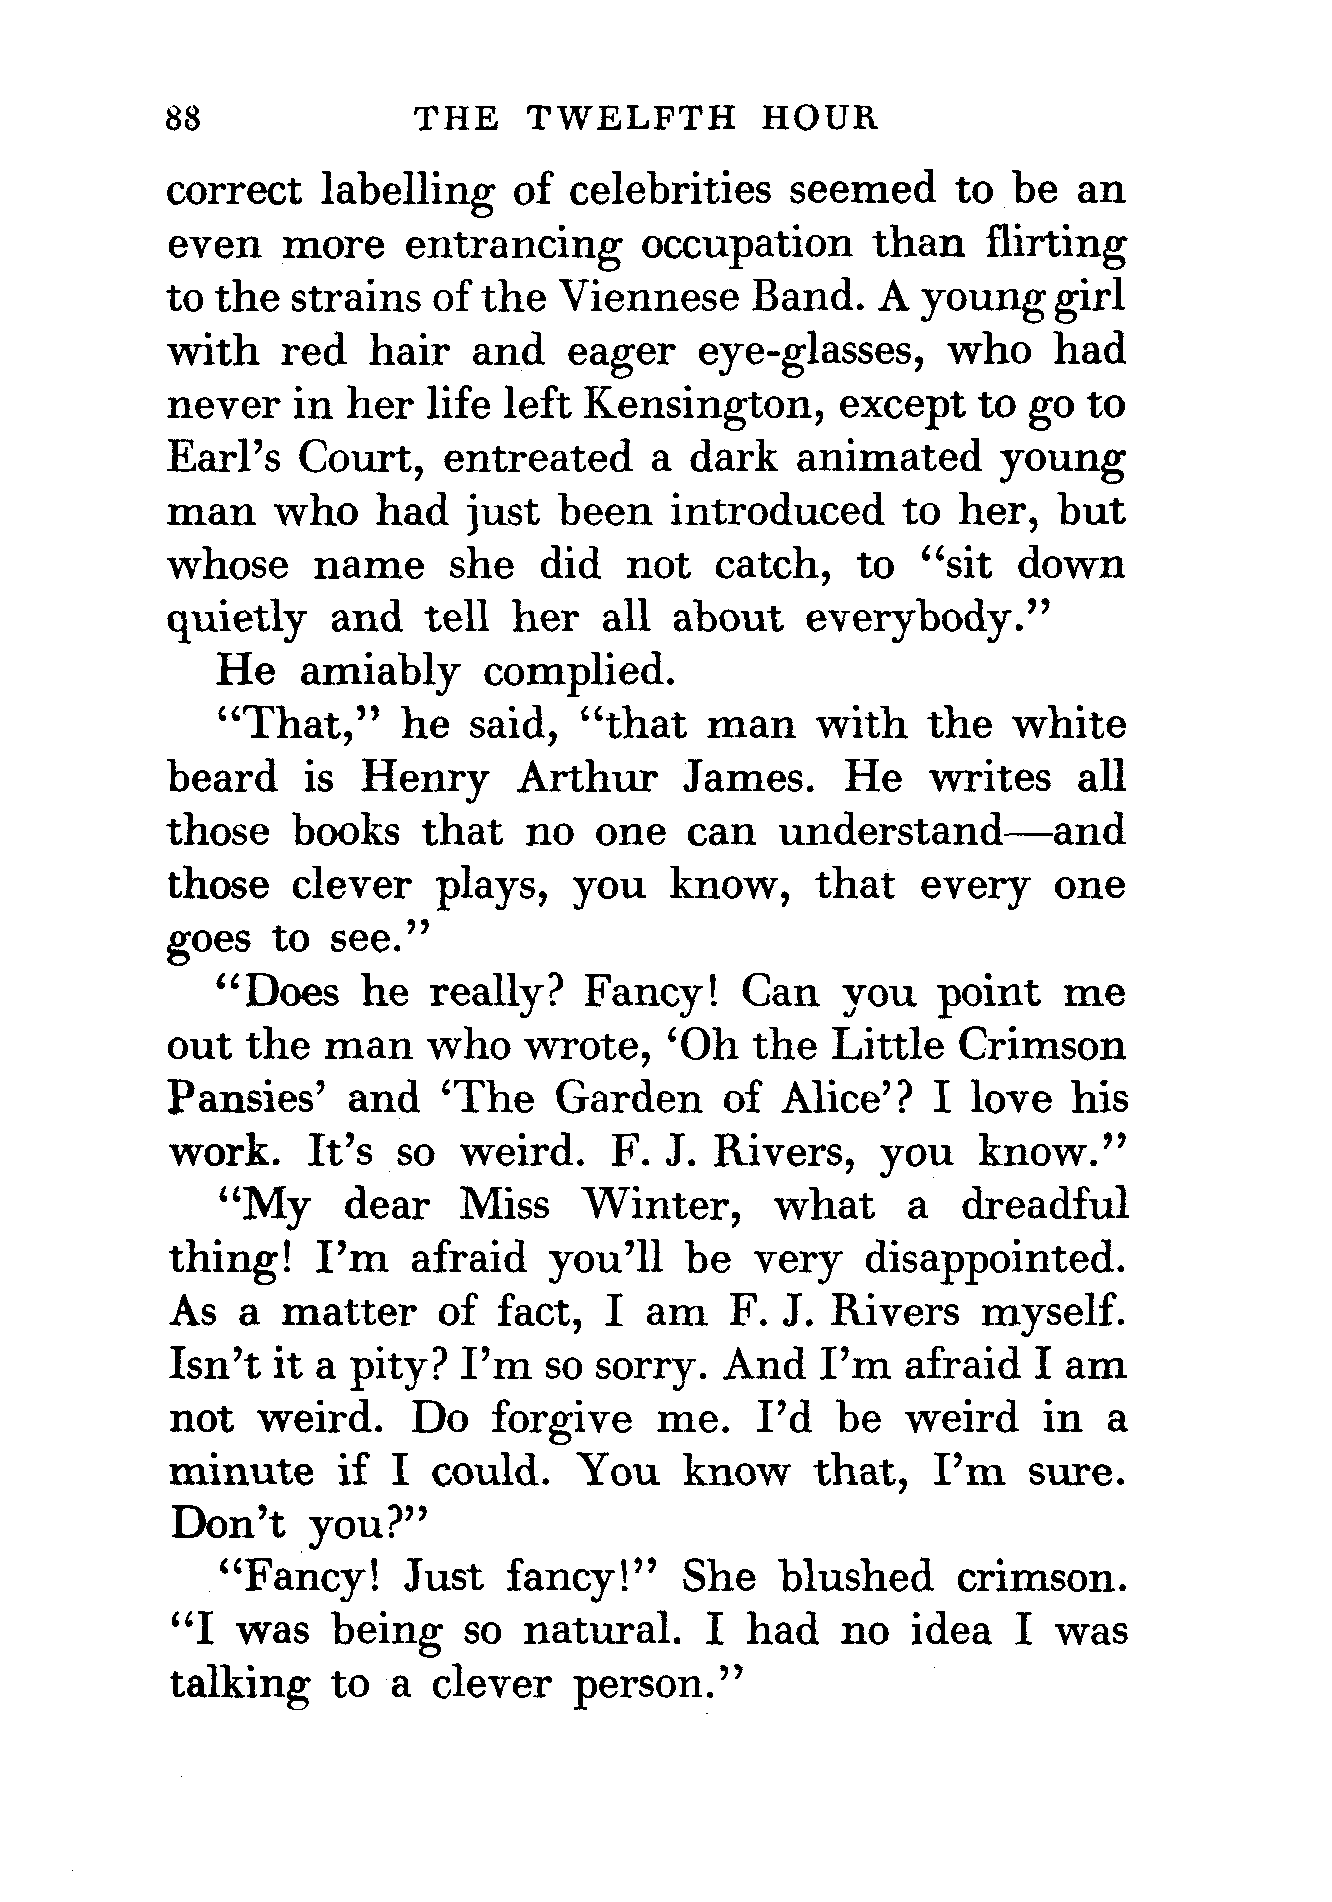 88 THE TWELFTH HOUR
correct labelling of celebrities seemed to be an
even more entrancing occupation than flirting
to the strains of the Viennese Band. A young girl
with red hair and eager eye-glasses, who had
never in her life left Kensington, except to go to
Earl's Court, entreated a dark animated young
man who had just been introduced to her, but
whose name she did not catch, to "sit down
quietly and tell her all about everybody."
He amiably complied.
"That," he said, "that man with the white
beard is Henry Arthur James. He writes all
those books that no one can understand—and
those clever plays, you know, that every one
goes to see."
"Does he really? Fancy! Can you point me
out the man who wrote, 'Oh the Little Crimson
Pansies' and 'The Garden of Alice'? I love his
work. It's so weird. F. J. Rivers, you know."
"My dear Miss Winter, what a dreadful
thing! I'm afraid you'll be very disappointed.
As a matter of fact, I am F. J. Rivers myself.
Isn't it a pity? I'm so sorry. And I'm afraid I am
not weird. Do forgive me. I'd be weird in a
minute if I could. You know that, I'm sure.
Don't you?"
"Fancy! Just fancy!" She blushed crimson.
"I was being so natural. I had no idea I was
talking to a clever person."